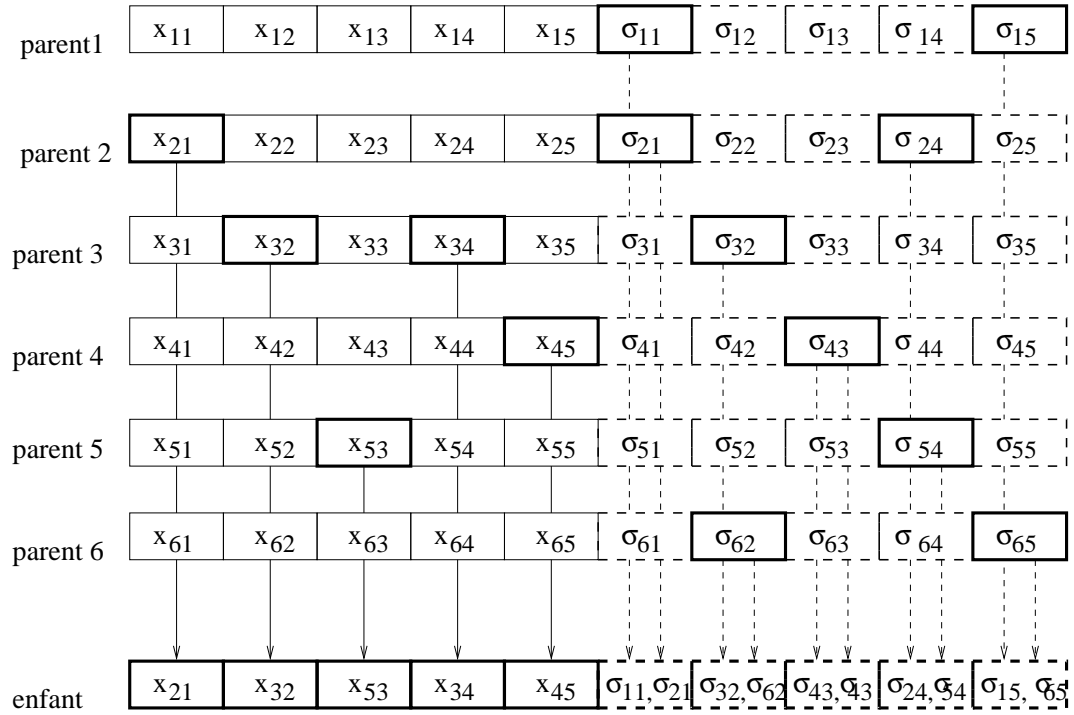 parent1 x11 x12 x13 x14 x15 σ11 σ12 σ13 σ14 σ15
parent 2 x21 x22 x23 x24 x25 σ21 σ22 σ23 σ24 σ25
parent 3 x31 x32 x33 x34 x35 σ31 σ32 σ33 σ34 σ35
parent 4 x41 x42 x43 x44 x45 σ41 σ42 σ43 σ44 σ45
parent 5 x51 x52 x53 x54 x55 σ51 σ52 σ53 σ54 σ55
parent 6 x61 x62 x63 x64 x65 σ61 σ62 σ63 σ64 σ65
enfant x21 x32 x53 x34 x45 σ11,σ21 σ32,σ62 σ43,σ43 σ24,σ54 σ15,σ65